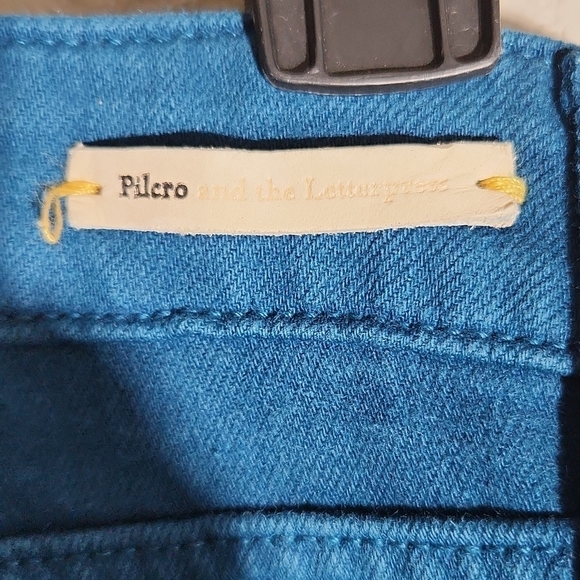 Pilcro and the Letterpress